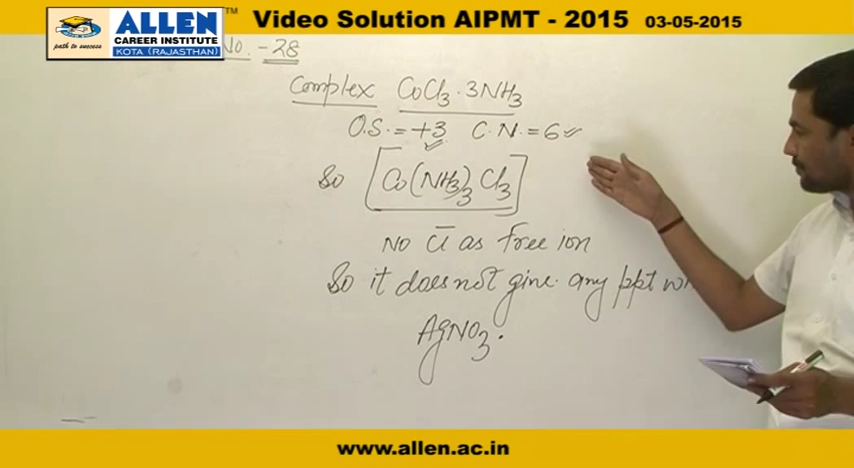 Video Solution AIPMT - 2015 03-05-2015
TM
path to success
ALLEN
CAREER INSTITUTE
KOTA (RAJASTHAN)
No. - 28
Complex CoCl3 · 3NH3
O.S. = +3 C.N. = 6 ✓
So [Co(NH3)3Cl3]
No Cl̄ as free ion
So it does not give any ppt
AgNO3.
www.allen.ac.in